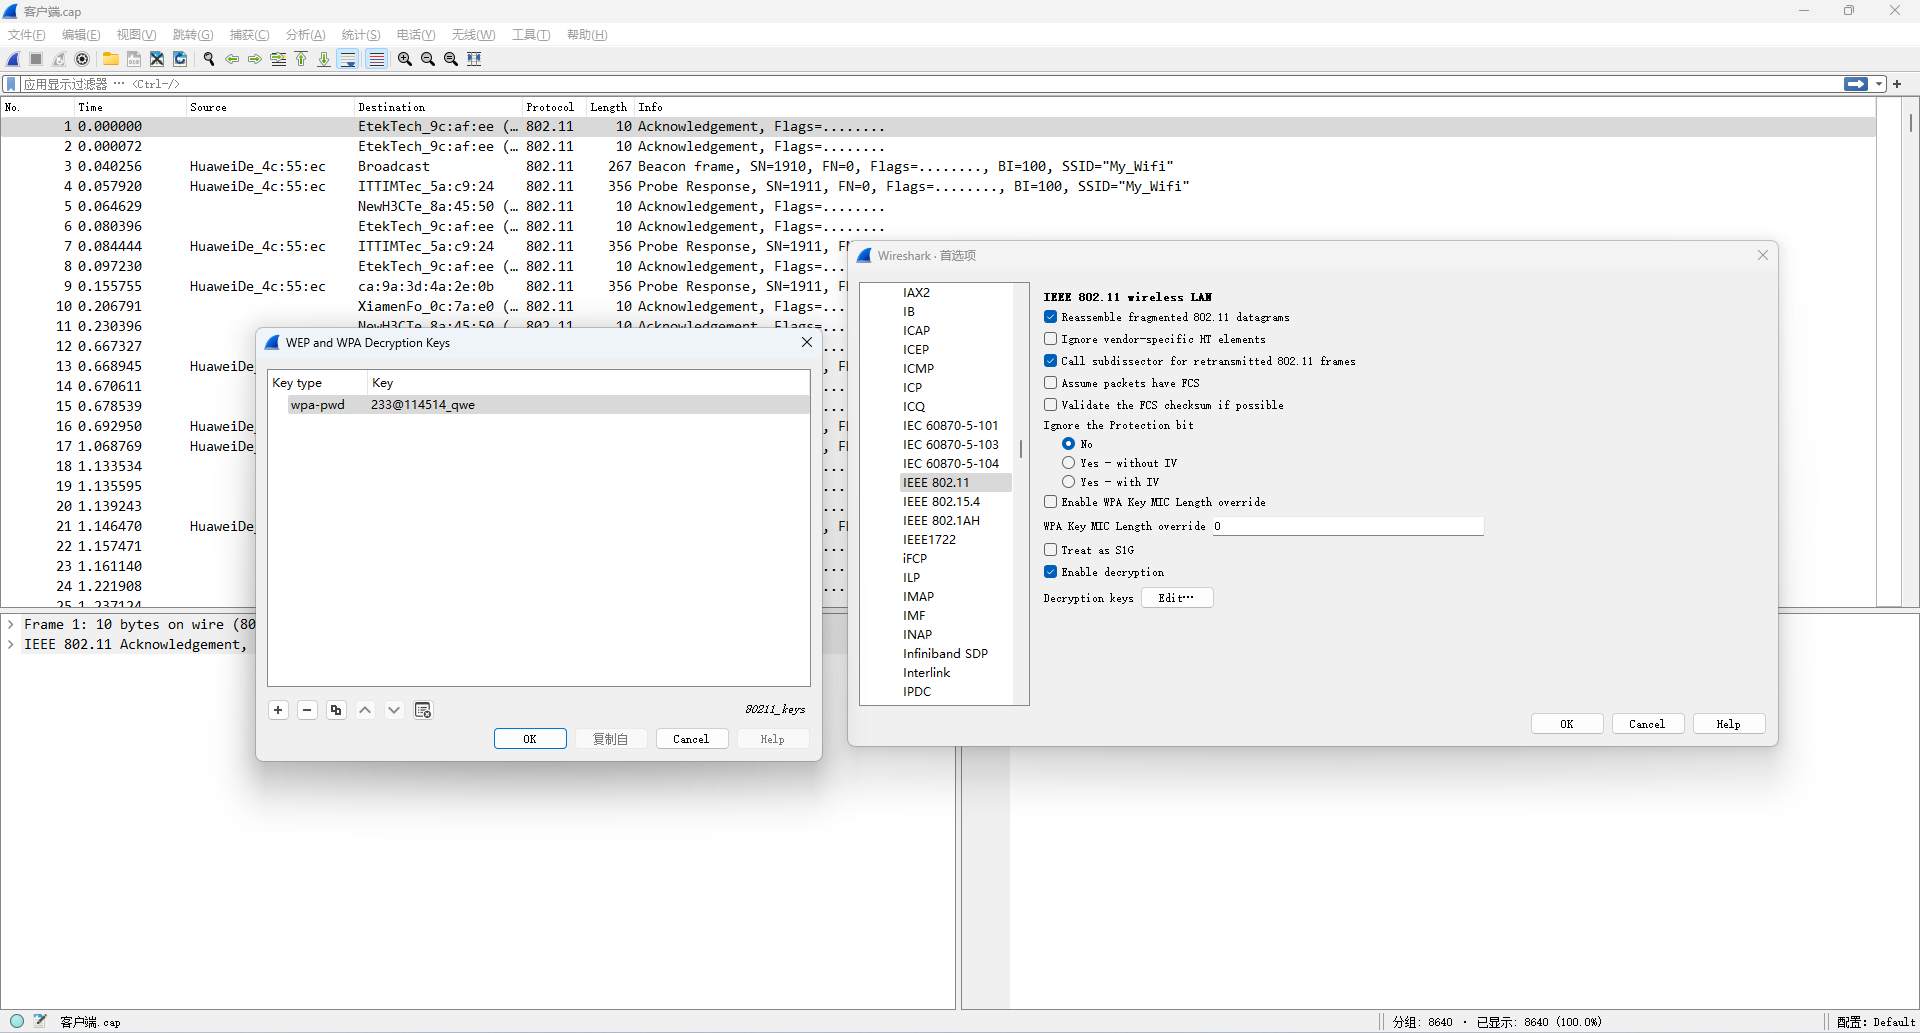 客户端.cap
文件(F) 编辑(E) 视图(V) 跳转(G) 捕获(C) 分析(A) 统计(S) 电话(Y) 无线(W) 工具(T) 帮助(H)
应用显示过滤器 … <Ctrl-/>
No. Time Source Destination Protocol Length Info
1 0.000000 EtekTech_9c:af:ee (… 802.11 10 Acknowledgement, Flags=........
2 0.000072 EtekTech_9c:af:ee (… 802.11 10 Acknowledgement, Flags=........
3 0.040256 HuaweiDe_4c:55:ec Broadcast 802.11 267 Beacon frame, SN=1910, FN=0, Flags=........, BI=100, SSID="My_Wifi"
4 0.057920 HuaweiDe_4c:55:ec ITTIMTec_5a:c9:24 802.11 356 Probe Response, SN=1911, FN=0, Flags=........, BI=100, SSID="My_Wifi"
5 0.064629 NewH3CTe_8a:45:50 (… 802.11 10 Acknowledgement, Flags=........
6 0.080396 EtekTech_9c:af:ee (… 802.11 10 Acknowledgement, Flags=........
7 0.084444 HuaweiDe_4c:55:ec ITTIMTec_5a:c9:24 802.11 356 Probe Response, SN=1911, FN
8 0.097230 EtekTech_9c:af:ee (… 802.11 10 Acknowledgement, Flags=...
9 0.155755 HuaweiDe_4c:55:ec ca:9a:3d:4a:2e:0b 802.11 356 Probe Response, SN=1911, FN
10 0.206791 XiamenFo_0c:7a:e0 (… 802.11 10 Acknowledgement, Flags=...
11 0.230396 NewH3CTe_8a:45:50 (… 802.11 10 Acknowledgement, Flags=...
12 0.667327
13 0.668945 HuaweiDe_
14 0.670611
15 0.678539
16 0.692950 HuaweiDe_
17 1.068769 HuaweiDe_
18 1.133534
19 1.135595
20 1.139243
21 1.146470 HuaweiDe_
22 1.157471
23 1.161140
24 1.221908
25 1.237124
Frame 1: 10 bytes on wire (80
IEEE 802.11 Acknowledgement,
WEP and WPA Decryption Keys
Key type Key
wpa-pwd 233@114514_qwe
80211_keys
OK 复制自 Cancel Help
Wireshark · 首选项
IAX2
IB
ICAP
ICEP
ICMP
ICP
ICQ
IEC 60870-5-101
IEC 60870-5-103
IEC 60870-5-104
IEEE 802.11
IEEE 802.15.4
IEEE 802.1AH
IEEE1722
iFCP
ILP
IMAP
IMF
INAP
Infiniband SDP
Interlink
IPDC
IEEE 802.11 wireless LAN
Reassemble fragmented 802.11 datagrams
Ignore vendor-specific HT elements
Call subdissector for retransmitted 802.11 frames
Assume packets have FCS
Validate the FCS checksum if possible
Ignore the Protection bit
No
Yes - without IV
Yes - with IV
Enable WPA Key MIC Length override
WPA Key MIC Length override 0
Treat as S1G
Enable decryption
Decryption keys Edit…
OK Cancel Help
客户端.cap
分组: 8640 · 已显示: 8640 (100.0%)
配置: Default